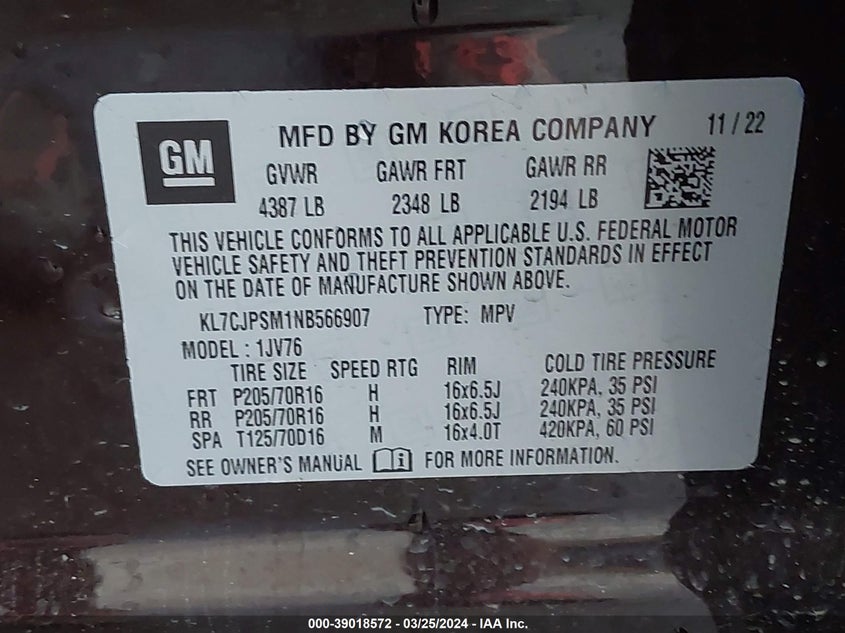 GM
MFD BY GM KOREA COMPANY 11 / 22
GVWR GAWR FRT GAWR RR
4387 LB 2348 LB 2194 LB
THIS VEHICLE CONFORMS TO ALL APPLICABLE U.S. FEDERAL MOTOR
VEHICLE SAFETY AND THEFT PREVENTION STANDARDS IN EFFECT
ON THE DATE OF MANUFACTURE SHOWN ABOVE.
KL7CJPSM1NB566907 TYPE: MPV
MODEL : 1JV76
TIRE SIZE SPEED RTG RIM COLD TIRE PRESSURE
FRT P205/70R16 H 16x6.5J 240KPA, 35 PSI
RR P205/70R16 H 16x6.5J 240KPA, 35 PSI
SPA T125/70D16 M 16x4.0T 420KPA, 60 PSI
SEE OWNER'S MANUAL i FOR MORE INFORMATION.
000-39018572 — 03/25/2024 — IAA Inc.